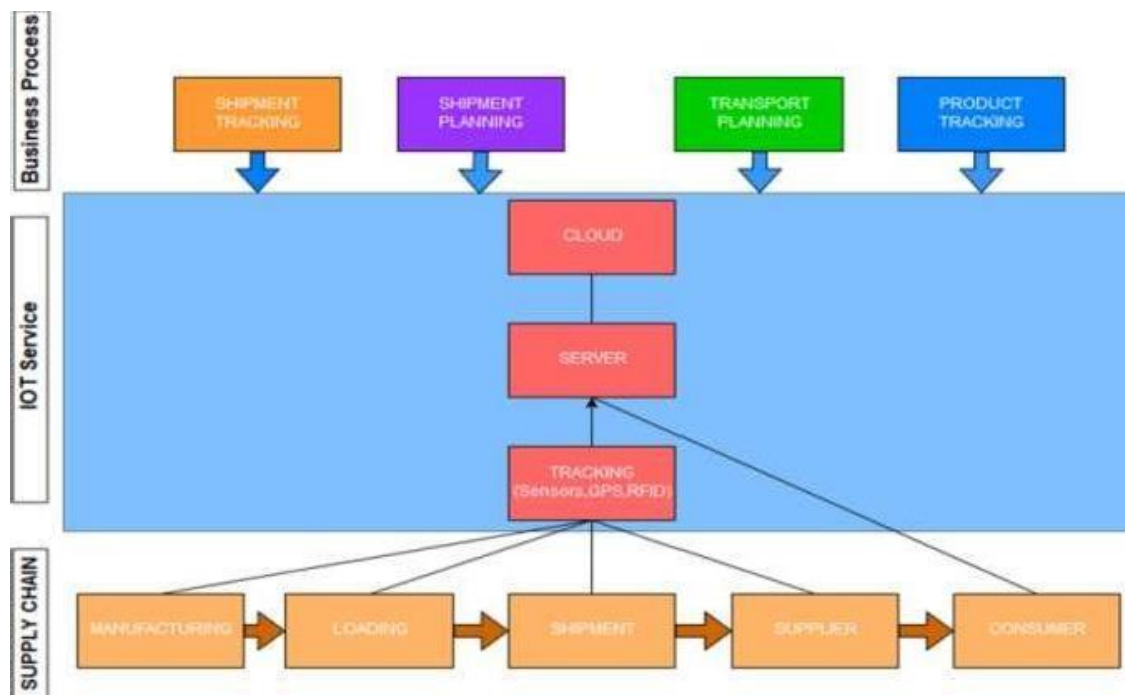 Business Process
SHIPMENT
TRACKING
SHIPMENT
PLANNING
TRANSPORT
PLANNING
PRODUCT
TRACKING
IOT Service
CLOUD
SERVER
TRACKING
(Sensors,GPS,RFID)
SUPPLY CHAIN
MANUFACTURING
LOADING
SHIPMENT
SUPPLIER
CONSUMER